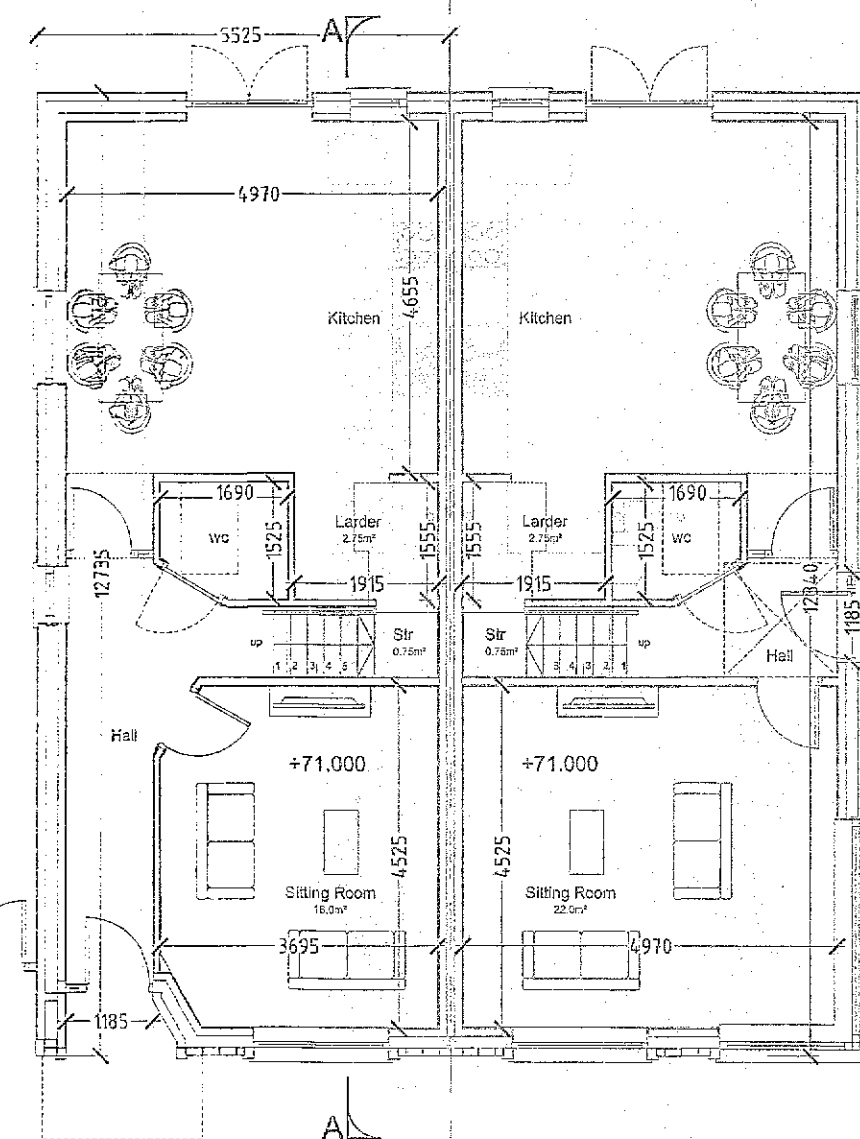 A
5525
4970
4655
Kitchen
Kitchen
1690
1690
1525
1525
WC
WC
Larder
2.75m²
Larder
2.75m²
1555
1555
12735
1915
1915
12840
1185
up
1 2 3 4 5
Str
0.75m²
Str
0.75m²
5 4 3 2 1
up
Hall
Hall
+71.000
+71.000
4525
4525
Sitting Room
16.0m²
Sitting Room
22.0m²
3695
4970
1185
A